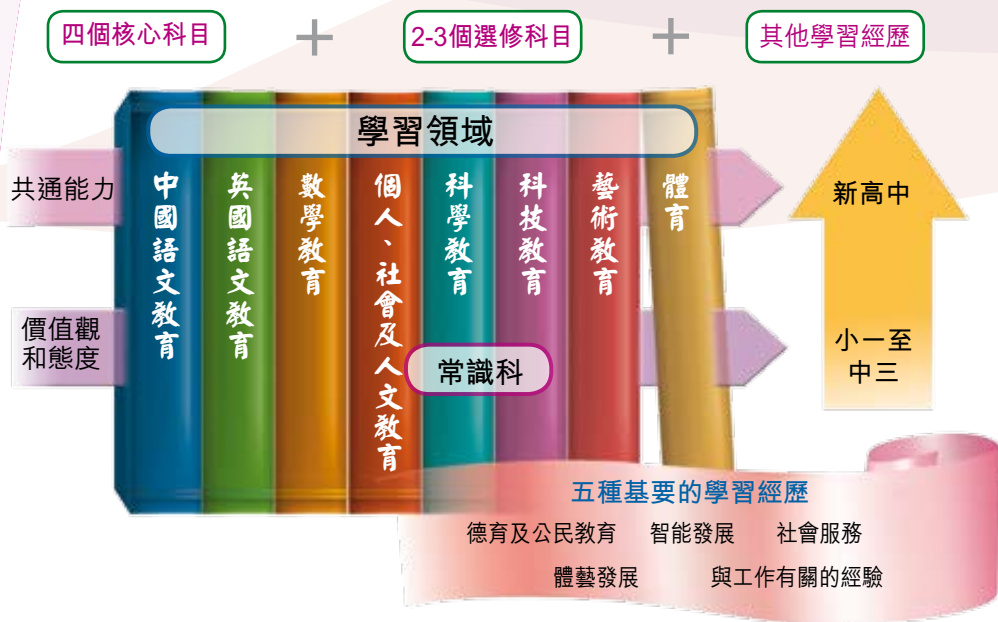 四個核心科目
+
2-3個選修科目
+
其他學習經歷
學習領域
共通能力
價值觀
和態度
中國語文教育
英國語文教育
數學教育
個人、社會及人文教育
科學教育
科技教育
藝術教育
體育
常識科
新高中
小一至
中三
五種基要的學習經歷
德育及公民教育 智能發展 社會服務
體藝發展 與工作有關的經驗